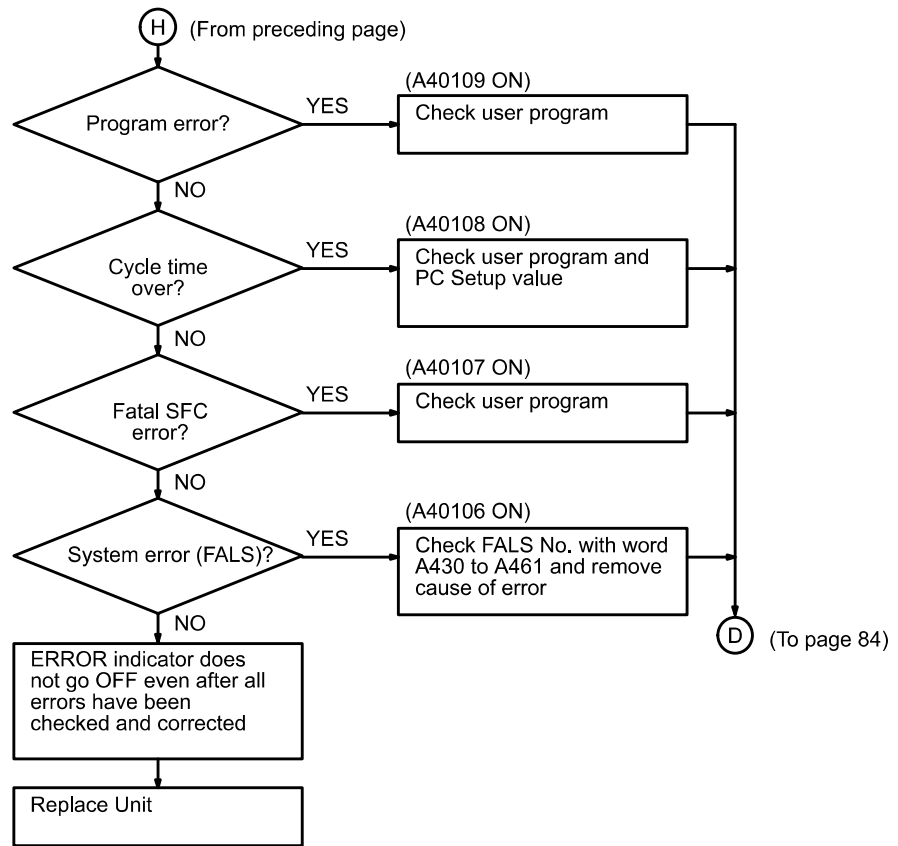 H (From preceding page)
(A40109 ON)
Program error?
YES
Check user program
NO
(A40108 ON)
Cycle time
over?
YES
Check user program and
PC Setup value
NO
(A40107 ON)
Fatal SFC
error?
YES
Check user program
NO
(A40106 ON)
System error (FALS)?
YES
Check FALS No. with word
A430 to A461 and remove
cause of error
NO
D (To page 84)
ERROR indicator does
not go OFF even after all
errors have been
checked and corrected
Replace Unit